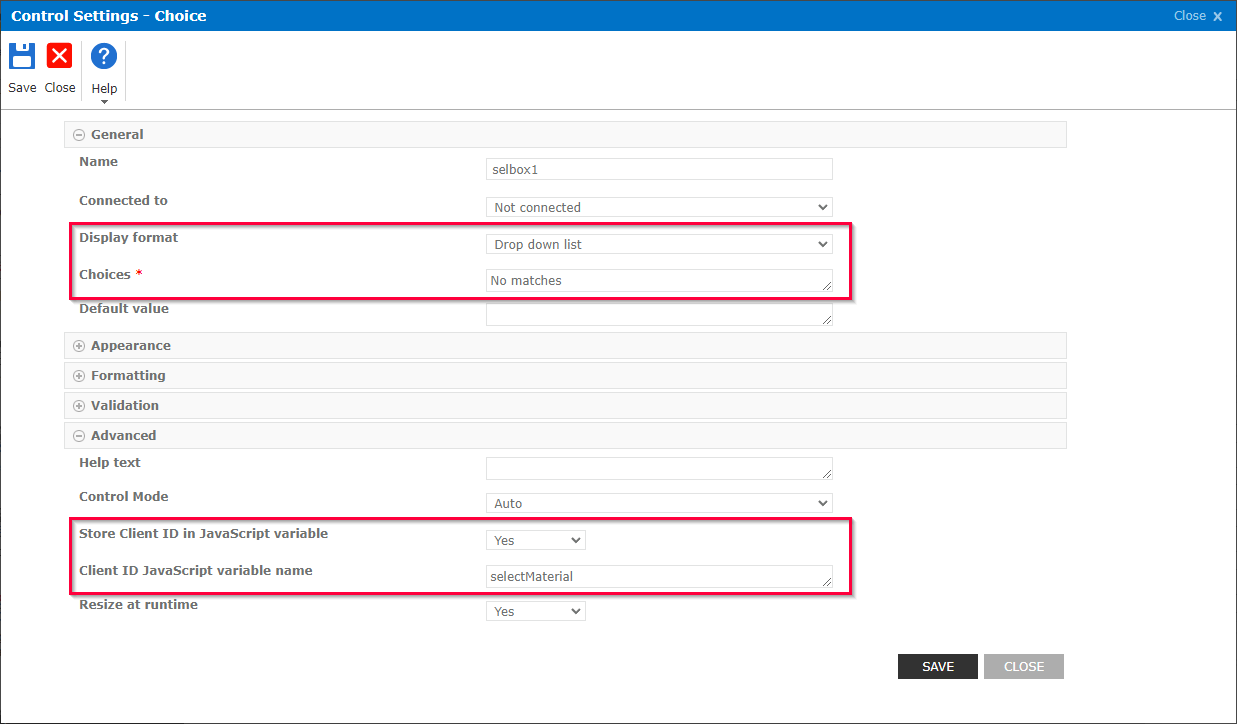 Control Settings - Choice
Close x
Save Close Help
General
Name
selbox1
Connected to
Not connected
Display format
Drop down list
Choices *
No matches
Default value
Appearance
Formatting
Validation
Advanced
Help text
Control Mode
Auto
Store Client ID in JavaScript variable
Yes
Client ID JavaScript variable name
selectMaterial
Resize at runtime
Yes
SAVE CLOSE